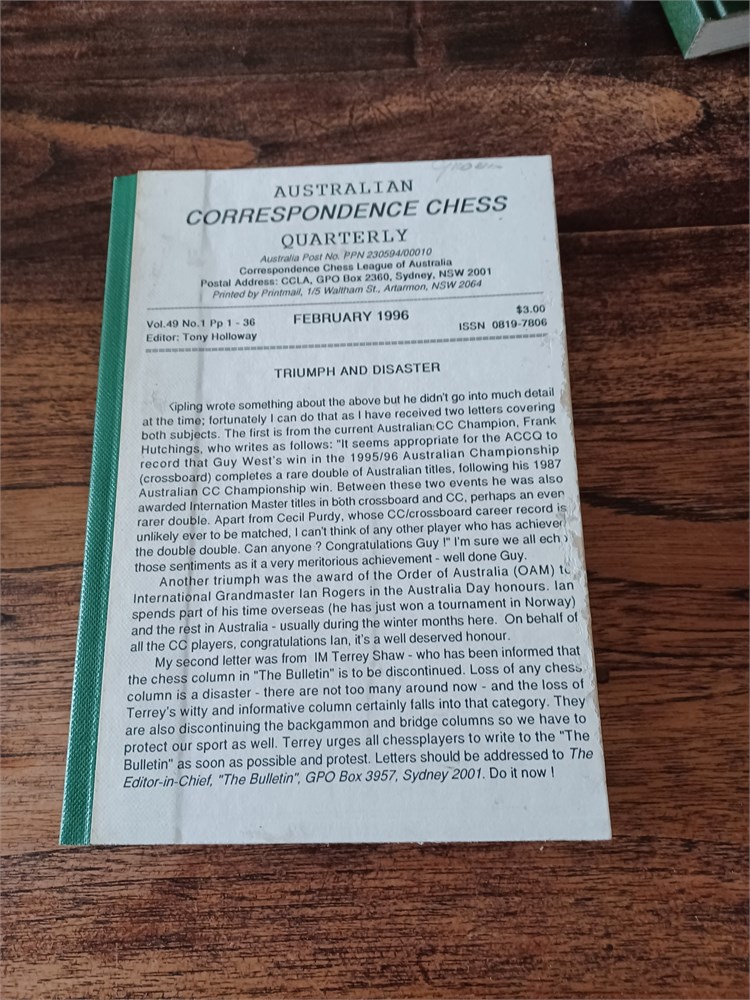 AUSTRALIAN
CORRESPONDENCE CHESS
QUARTERLY
Australia Post No. PPN 230594/00010
Correspondence Chess League of Australia
Postal Address: CCLA, GPO Box 2360, Sydney, NSW 2001
Printed by Printmail, 1/5 Waltham St., Artarmon, NSW 2064
Vol.49 No.1 Pp 1 - 36 FEBRUARY 1996 $3.00
Editor: Tony Holloway ISSN 0819-7806
TRIUMPH AND DISASTER
Kipling wrote something about the above but he didn't go into much detail
at the time; fortunately I can do that as I have received two letters covering
both subjects. The first is from the current Australian CC Champion, Frank
Hutchings, who writes as follows: "It seems appropriate for the ACCQ to
record that Guy West's win in the 1995/96 Australian Championship
(crossboard) completes a rare double of Australian titles, following his 1987
Australian CC Championship win. Between these two events he was also
awarded Internation Master titles in both crossboard and CC, perhaps an even
rarer double. Apart from Cecil Purdy, whose CC/crossboard career record is
unlikely ever to be matched, I can't think of any other player who has achieved
the double double. Can anyone ? Congratulations Guy !" I'm sure we all echo
those sentiments as it a very meritorious achievement - well done Guy.
Another triumph was the award of the Order of Australia (OAM) to
International Grandmaster Ian Rogers in the Australia Day honours. Ian
spends part of his time overseas (he has just won a tournament in Norway)
and the rest in Australia - usually during the winter months here. On behalf of
all the CC players, congratulations Ian, it's a well deserved honour.
My second letter was from IM Terrey Shaw - who has been informed that
the chess column in "The Bulletin" is to be discontinued. Loss of any chess
column is a disaster - there are not too many around now - and the loss of
Terrey's witty and informative column certainly falls into that category. They
are also discontinuing the backgammon and bridge columns so we have to
protect our sport as well. Terrey urges all chessplayers to write to the "The
Bulletin" as soon as possible and protest. Letters should be addressed to The
Editor-in-Chief, "The Bulletin", GPO Box 3957, Sydney 2001. Do it now !